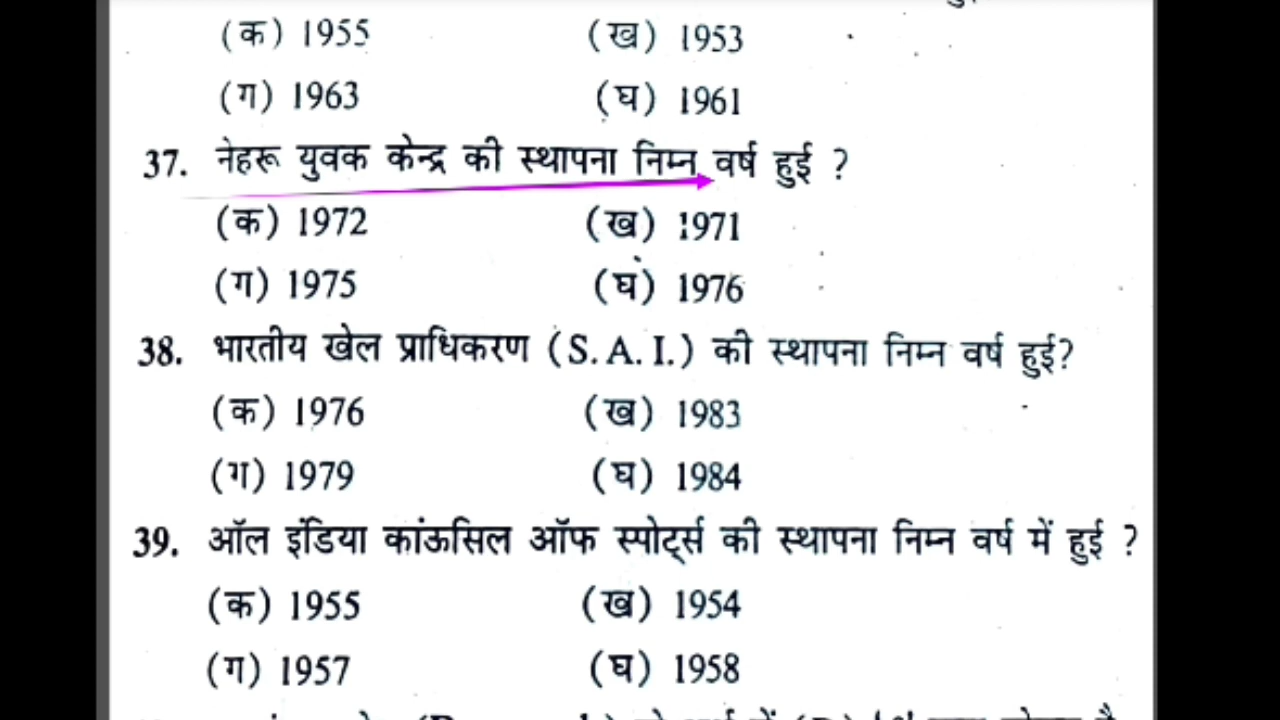 (क) 1955 (ख) 1953
(ग) 1963 (घ) 1961
37. नेहरू युवक केन्द्र की स्थापना निम्न वर्ष हुई ?
(क) 1972 (ख) 1971
(ग) 1975 (घ) 1976
38. भारतीय खेल प्राधिकरण (S. A. I.) की स्थापना निम्न वर्ष हुई?
(क) 1976 (ख) 1983
(ग) 1979 (घ) 1984
39. ऑल इंडिया कांऊसिल ऑफ स्पोर्ट्स की स्थापना निम्न वर्ष में हुई ?
(क) 1955 (ख) 1954
(ग) 1957 (घ) 1958